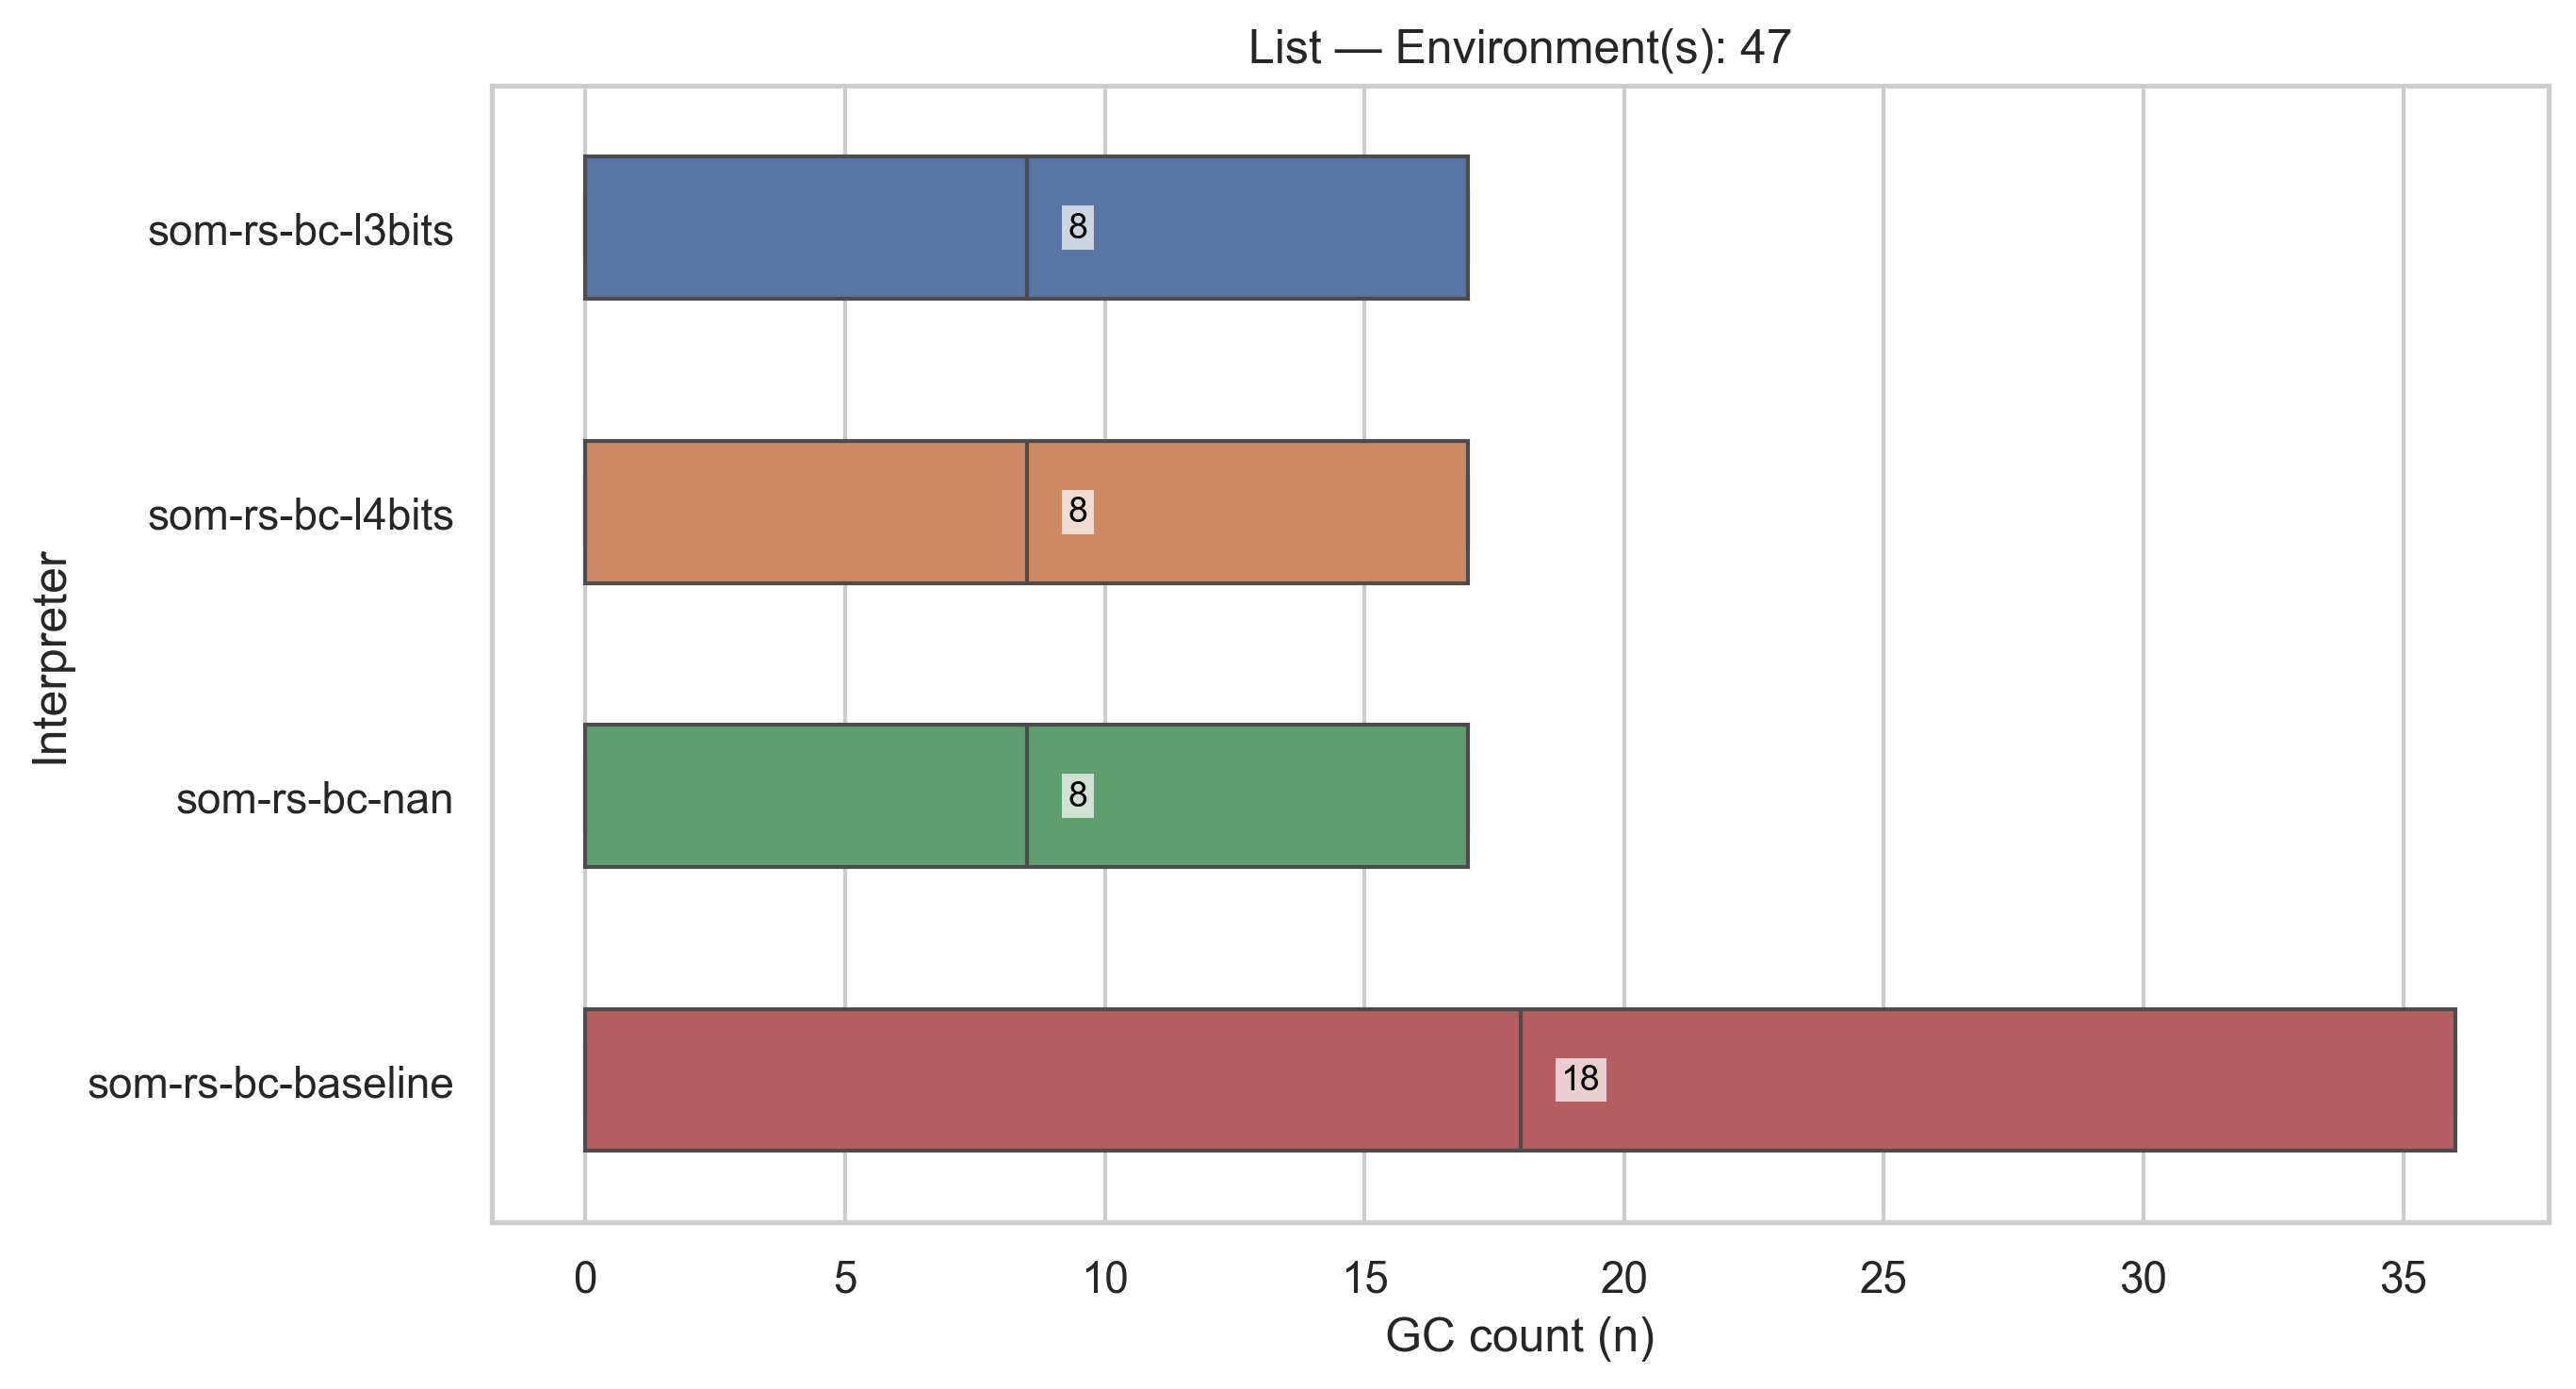 List — Environment(s): 47
som-rs-bc-l3bits
8
som-rs-bc-l4bits
8
som-rs-bc-nan
8
som-rs-bc-baseline
18
Interpreter
0 5 10 15 20 25 30 35
GC count (n)